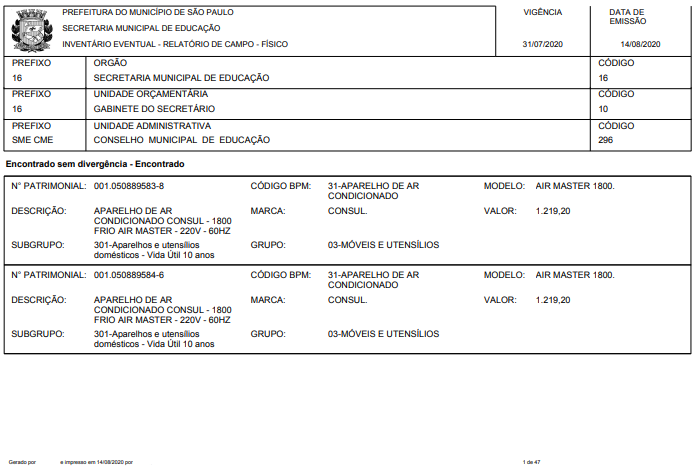 PREFEITURA DO MUNICÍPIO DE SÃO PAULO
SECRETARIA MUNICIPAL DE EDUCAÇÃO
INVENTÁRIO EVENTUAL - RELATÓRIO DE CAMPO - FÍSICO
VIGÊNCIA
31/07/2020
DATA DE
EMISSÃO
14/08/2020
PREFIXO ORGÃO CÓDIGO
16 SECRETARIA MUNICIPAL DE EDUCAÇÃO 16
PREFIXO UNIDADE ORÇAMENTÁRIA CÓDIGO
16 GABINETE DO SECRETÁRIO 10
PREFIXO UNIDADE ADMINISTRATIVA CÓDIGO
SME CME CONSELHO MUNICIPAL DE EDUCAÇÃO 296
Encontrado sem divergência - Encontrado
N° PATRIMONIAL: 001.050889583-8 CÓDIGO BPM: 31-APARELHO DE AR MODELO: AIR MASTER 1800.
CONDICIONADO
DESCRIÇÃO: APARELHO DE AR MARCA: CONSUL. VALOR: 1.219,20
CONDICIONADO CONSUL - 1800
FRIO AIR MASTER - 220V - 60HZ
SUBGRUPO: 301-Aparelhos e utensílios GRUPO: 03-MÓVEIS E UTENSÍLIOS
domésticos - Vida Útil 10 anos
N° PATRIMONIAL: 001.050889584-6 CÓDIGO BPM: 31-APARELHO DE AR MODELO: AIR MASTER 1800.
CONDICIONADO
DESCRIÇÃO: APARELHO DE AR MARCA: CONSUL. VALOR: 1.219,20
CONDICIONADO CONSUL - 1800
FRIO AIR MASTER - 220V - 60HZ
SUBGRUPO: 301-Aparelhos e utensílios GRUPO: 03-MÓVEIS E UTENSÍLIOS
domésticos - Vida Útil 10 anos
Gerado por e impresso em 14/08/2020 por 1 de 47